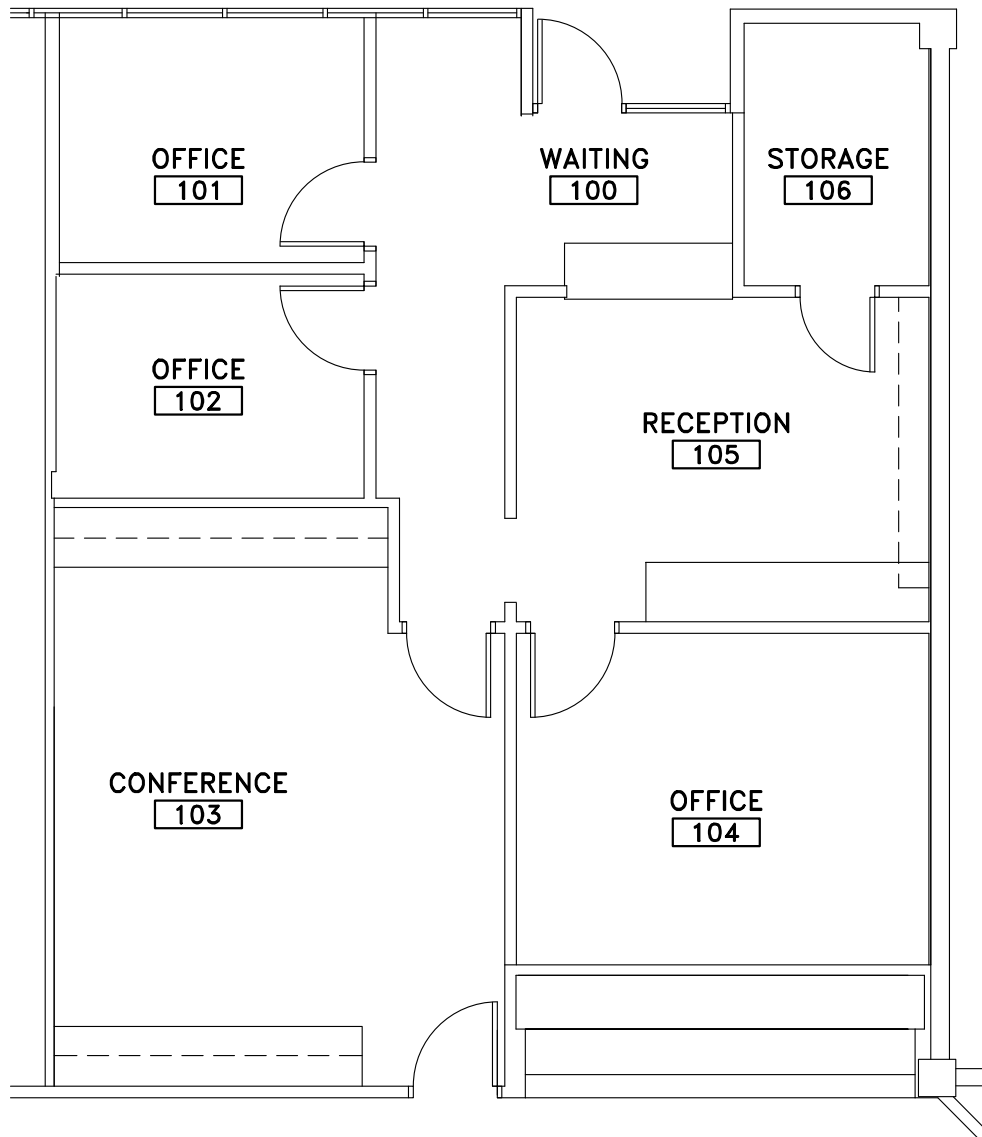 OFFICE
101
WAITING
100
STORAGE
106
OFFICE
102
RECEPTION
105
CONFERENCE
103
OFFICE
104